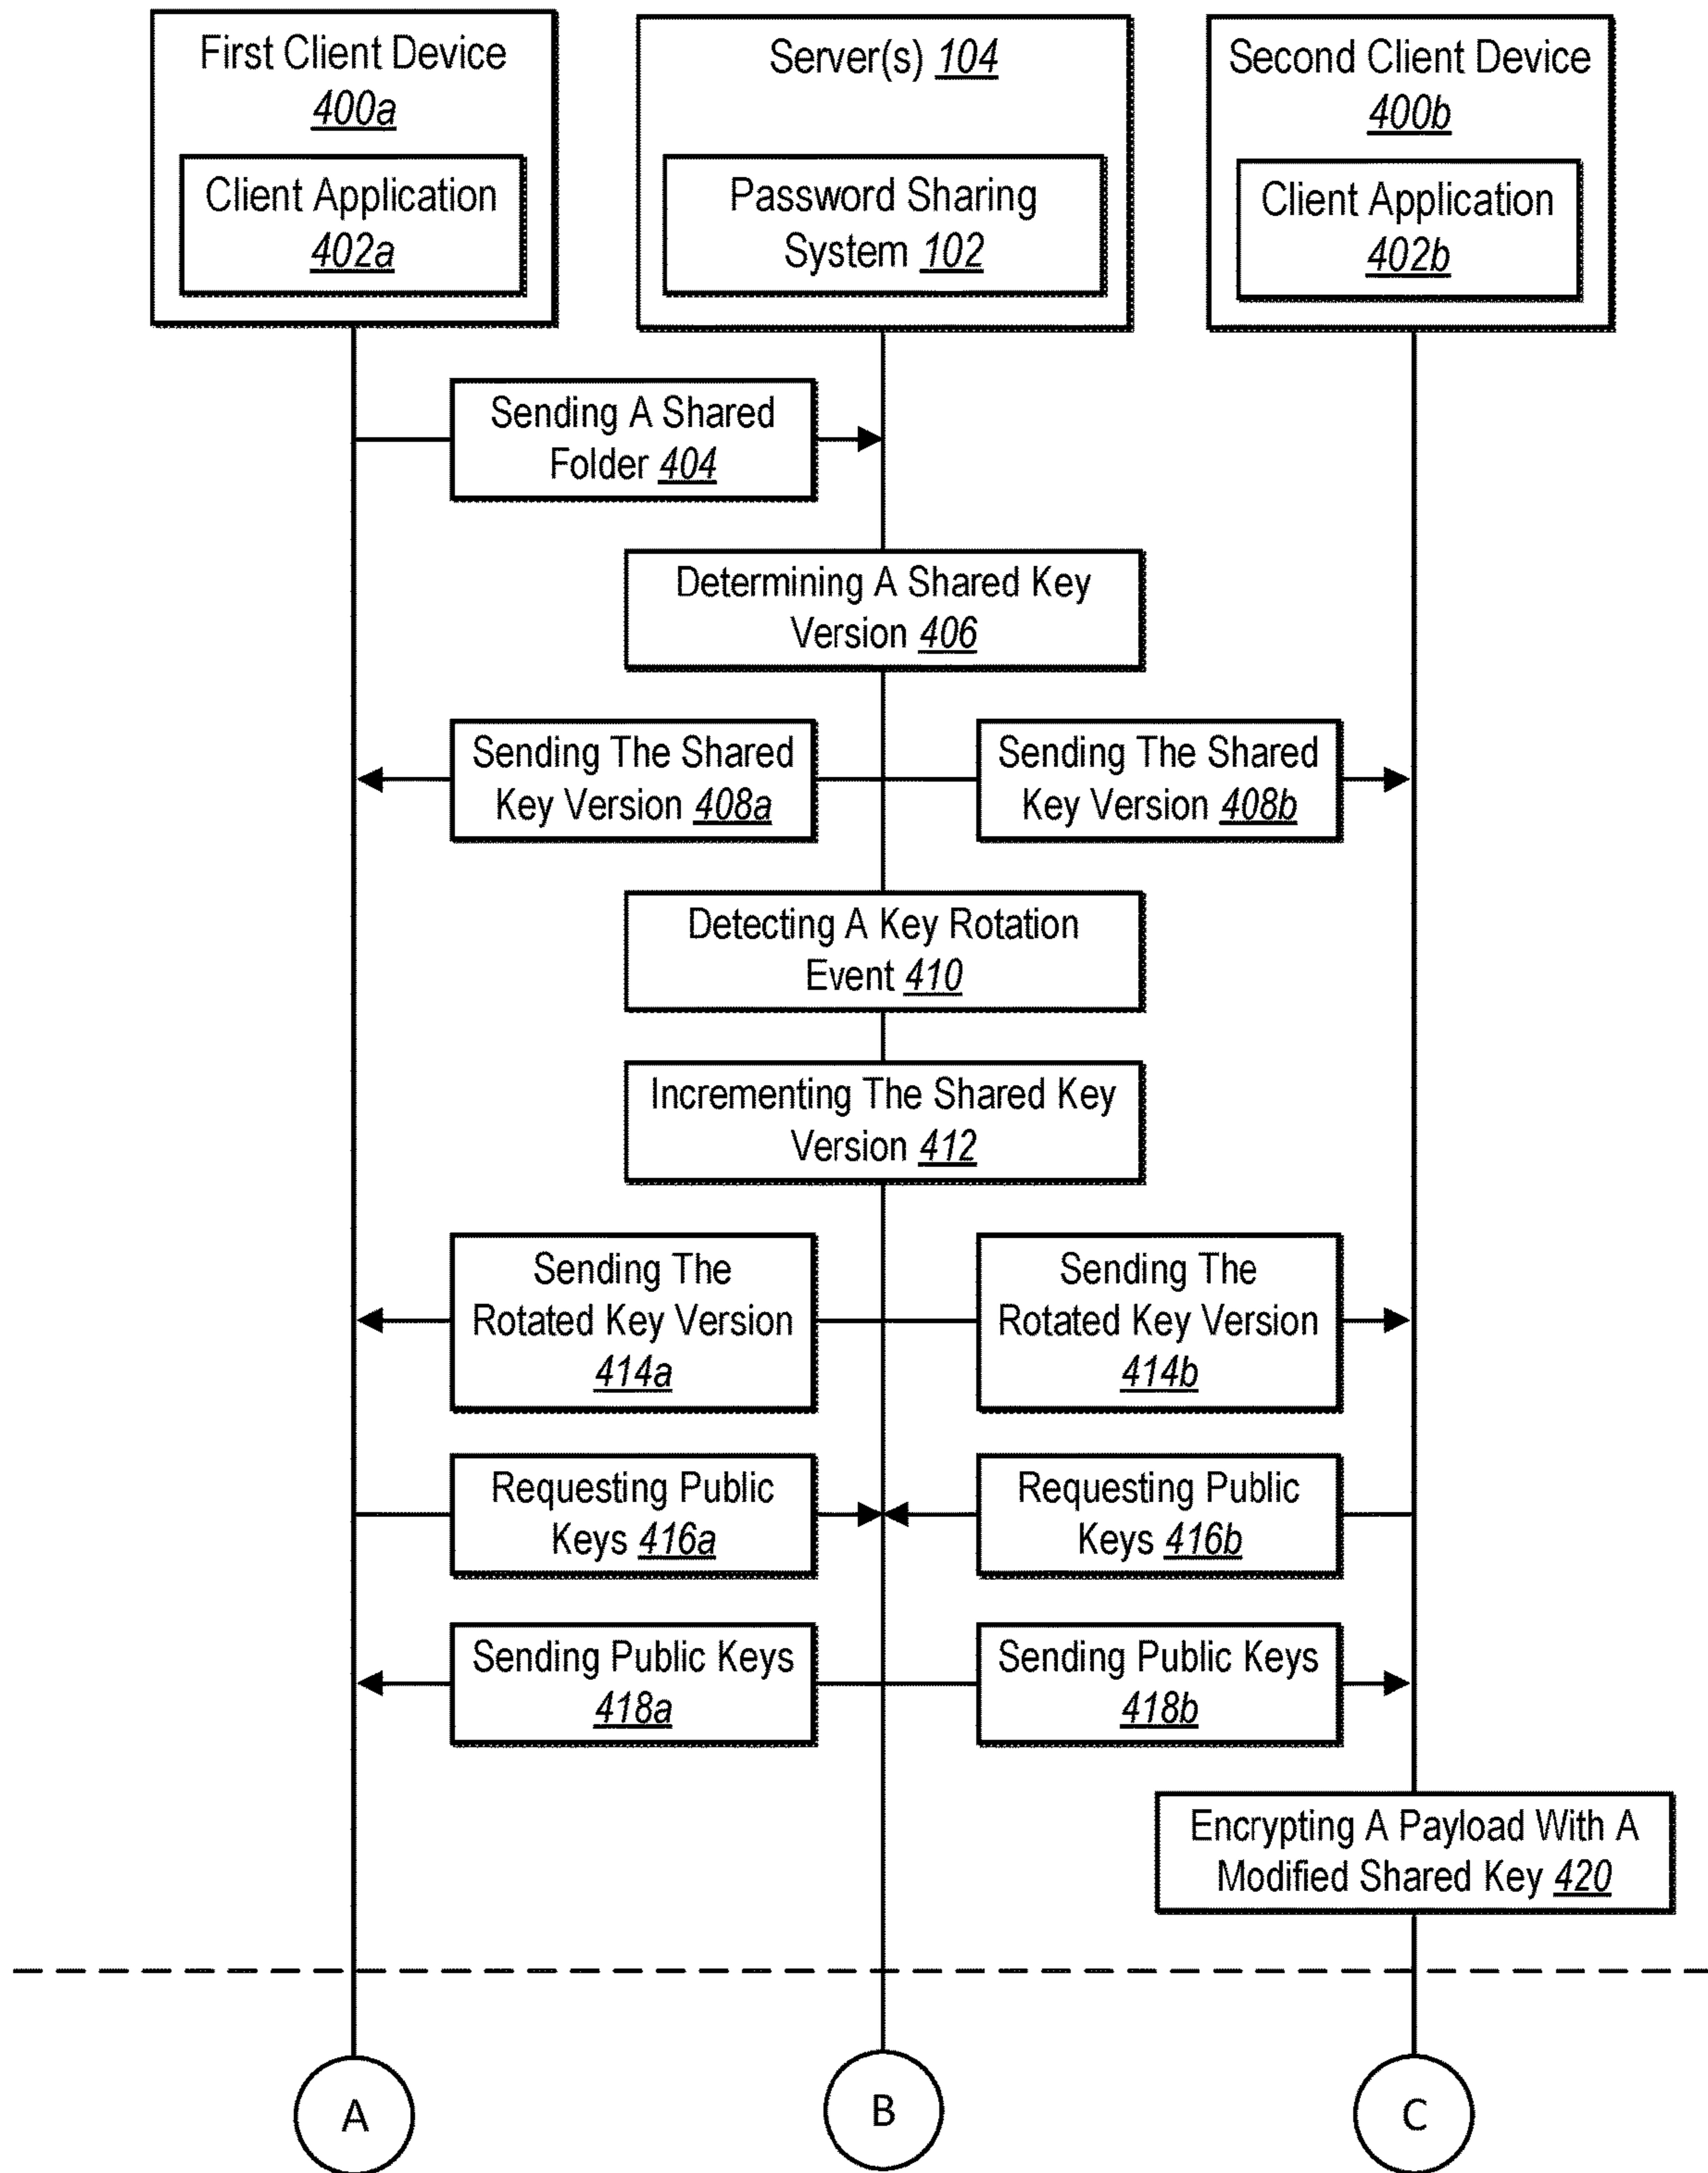 First Client Device
400a
Client Application
402a
Server(s) 104
Password Sharing
System 102
Second Client Device
400b
Client Application
402b
Sending A Shared
Folder 404
Determining A Shared Key
Version 406
Sending The Shared
Key Version 408a
Sending The Shared
Key Version 408b
Detecting A Key Rotation
Event 410
Incrementing The Shared Key
Version 412
Sending The
Rotated Key Version
414a
Sending The
Rotated Key Version
414b
Requesting Public
Keys 416a
Requesting Public
Keys 416b
Sending Public Keys
418a
Sending Public Keys
418b
Encrypting A Payload With A
Modified Shared Key 420
A
B
C